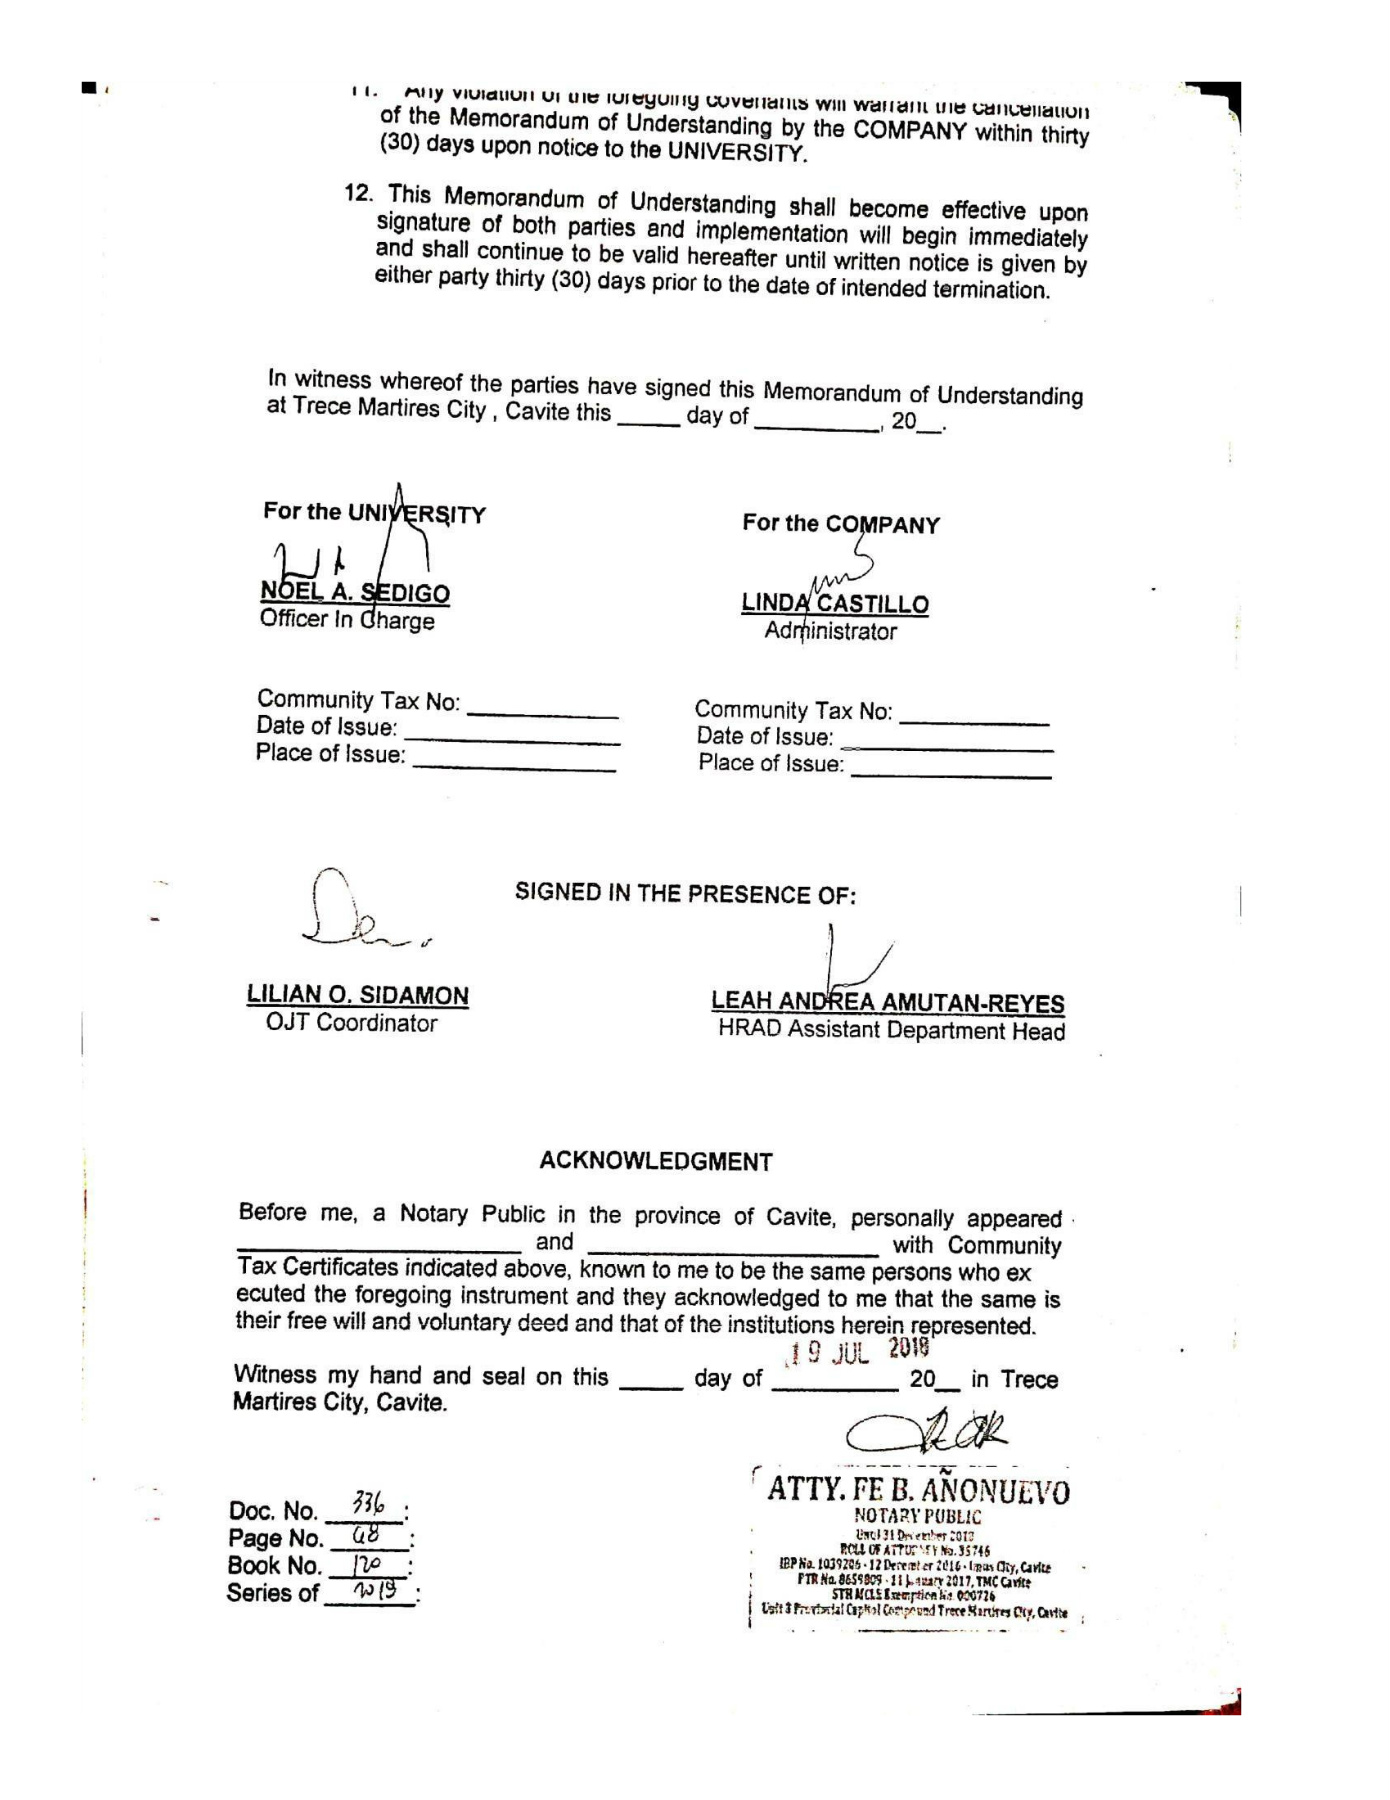 11. Any violation of the foregoing covenants will warrant the cancellation
of the Memorandum of Understanding by the COMPANY within thirty
(30) days upon notice to the UNIVERSITY.
12. This Memorandum of Understanding shall become effective upon
signature of both parties and implementation will begin immediately
and shall continue to be valid hereafter until written notice is given by
either party thirty (30) days prior to the date of intended termination.
In witness whereof the parties have signed this Memorandum of Understanding
at Trece Martires City , Cavite this _____ day of __________, 20__.
For the UNIVERSITY
NOEL A. SEDIGO
Officer In Charge
For the COMPANY
LINDA CASTILLO
Administrator
Community Tax No: ____________
Date of Issue: ____________
Place of Issue: ____________
Community Tax No: ____________
Date of Issue: ____________
Place of Issue: ____________
SIGNED IN THE PRESENCE OF:
LILIAN O. SIDAMON
OJT Coordinator
LEAH ANDREA AMUTAN-REYES
HRAD Assistant Department Head
ACKNOWLEDGMENT
Before me, a Notary Public in the province of Cavite, personally appeared
____________ and ____________ with Community
Tax Certificates indicated above, known to me to be the same persons who ex
ecuted the foregoing instrument and they acknowledged to me that the same is
their free will and voluntary deed and that of the institutions herein represented.
19 JUL 2018
Witness my hand and seal on this _____ day of __________ 20__ in Trece
Martires City, Cavite.
Doc. No. 336 :
Page No. 68 :
Book No. 120 :
Series of 2018 :
ATTY. FE B. AÑONUEVO
NOTARY PUBLIC
Until 31 December
ROLL OF ATTORNEY No. 35746
IBP No. 1039206 - 12 December 2016 - Imus City, Cavite
PTR No. 8659809 - 11 January 2017, TMC Cavite
STR MCLE Exemption No. 000726
Unit 3 Provincial Capitol Compound Trece Martires City, Cavite